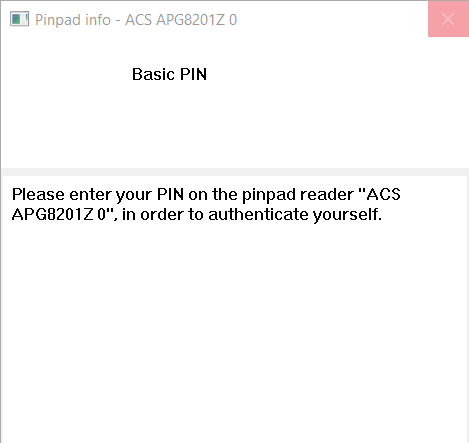 Pinpad info - ACS APG8201Z 0
Basic PIN
Please enter your PIN on the pinpad reader "ACS
APG8201Z 0", in order to authenticate yourself.